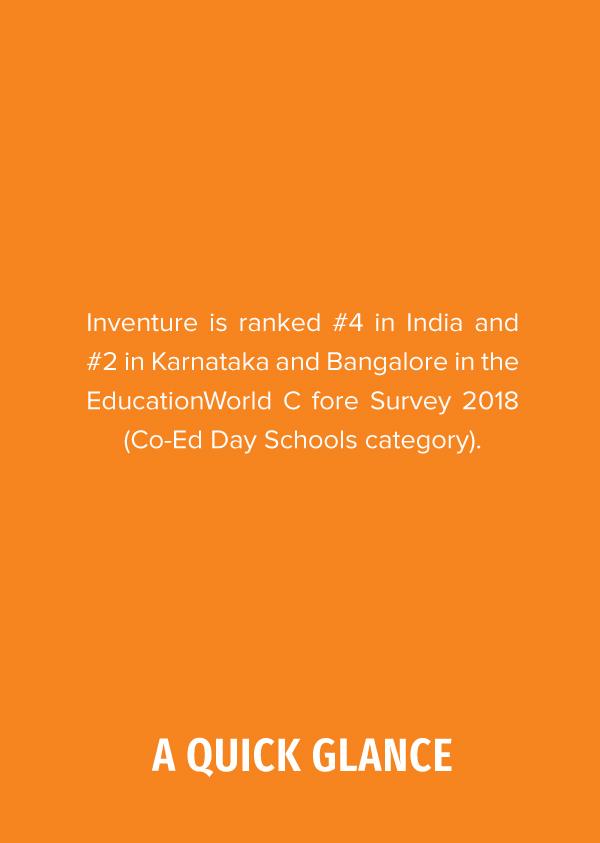 Inventure is ranked #4 in India and
#2 in Karnataka and Bangalore in the
EducationWorld C fore Survey 2018
(Co-Ed Day Schools category).
A QUICK GLANCE